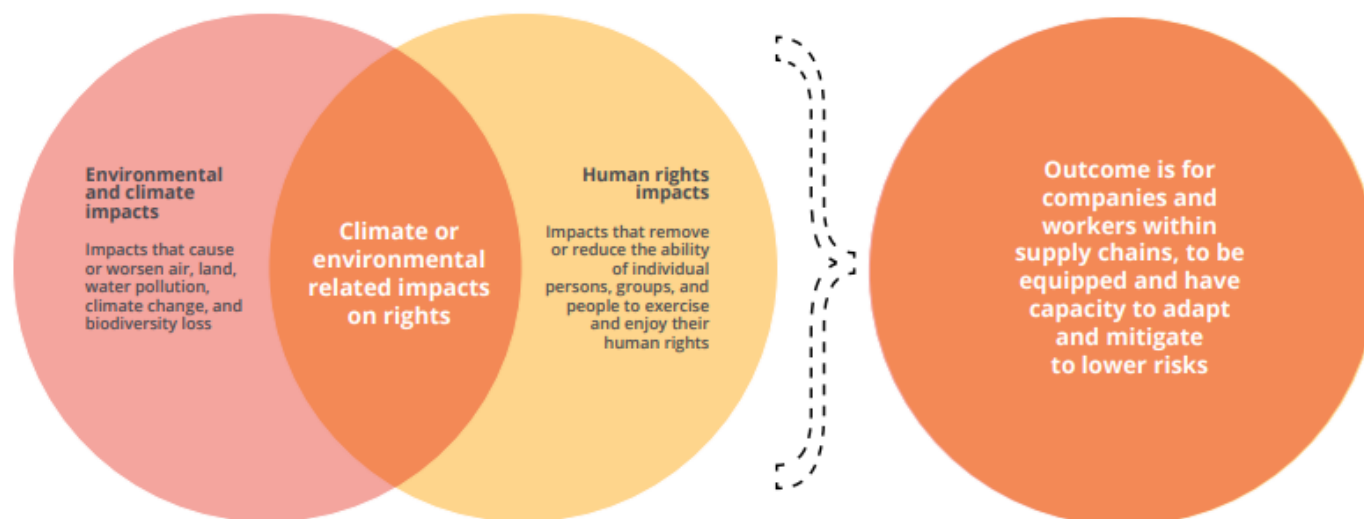 Environmental
and climate
impacts
Impacts that cause
or worsen air, land,
water pollution,
climate change, and
biodiversity loss
Climate or
environmental
related impacts
on rights
Human rights
impacts
Impacts that remove
or reduce the ability
of individual
persons, groups, and
people to exercise
and enjoy their
human rights
Outcome is for
companies and
workers within
supply chains, to be
equipped and have
capacity to adapt
and mitigate
to lower risks